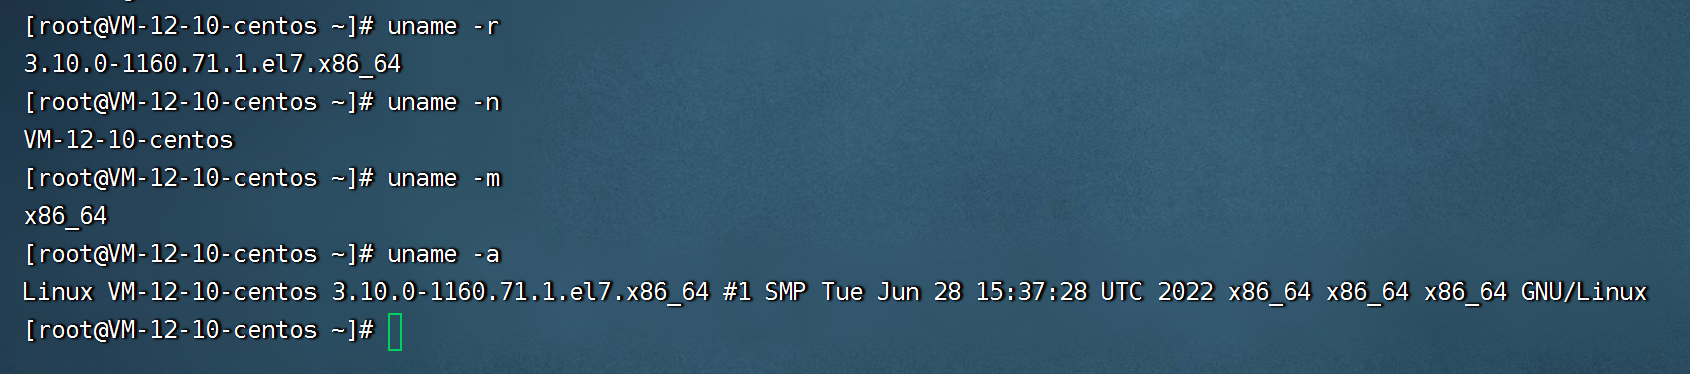 [root@VM-12-10-centos ~]# uname -r
3.10.0-1160.71.1.el7.x86_64
[root@VM-12-10-centos ~]# uname -n
VM-12-10-centos
[root@VM-12-10-centos ~]# uname -m
x86_64
[root@VM-12-10-centos ~]# uname -a
Linux VM-12-10-centos 3.10.0-1160.71.1.el7.x86_64 #1 SMP Tue Jun 28 15:37:28 UTC 2022 x86_64 x86_64 x86_64 GNU/Linux
[root@VM-12-10-centos ~]#